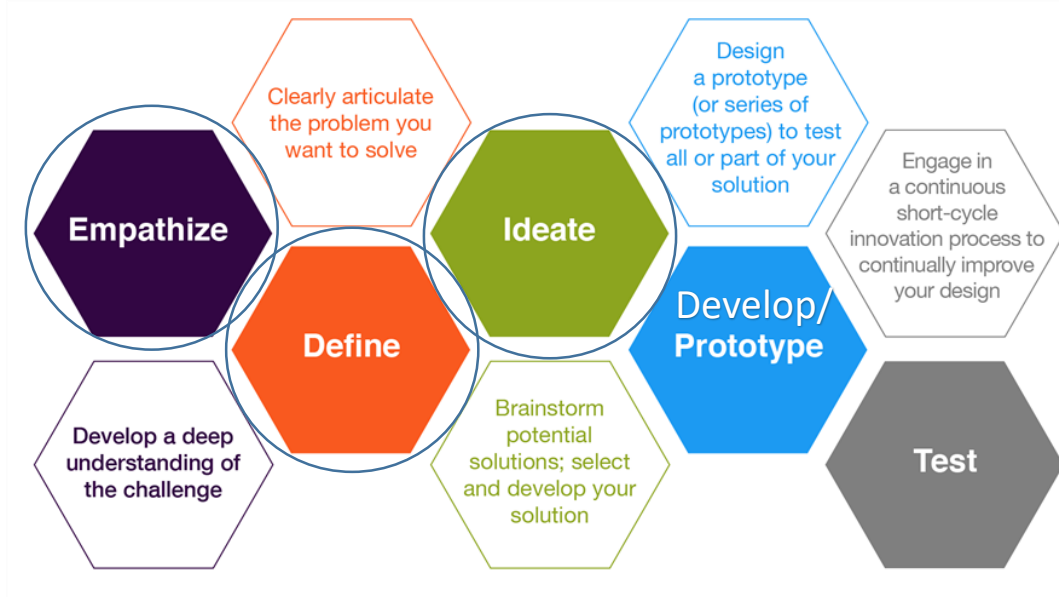 Empathize
Develop a deep
understanding of
the challenge
Clearly articulate
the problem you
want to solve
Define
Ideate
Brainstorm
potential
solutions; select
and develop your
solution
Design
a prototype
(or series of
prototypes) to test
all or part of your
solution
Develop/
Prototype
Engage in
a continuous
short-cycle
innovation process to
continually improve
your design
Test